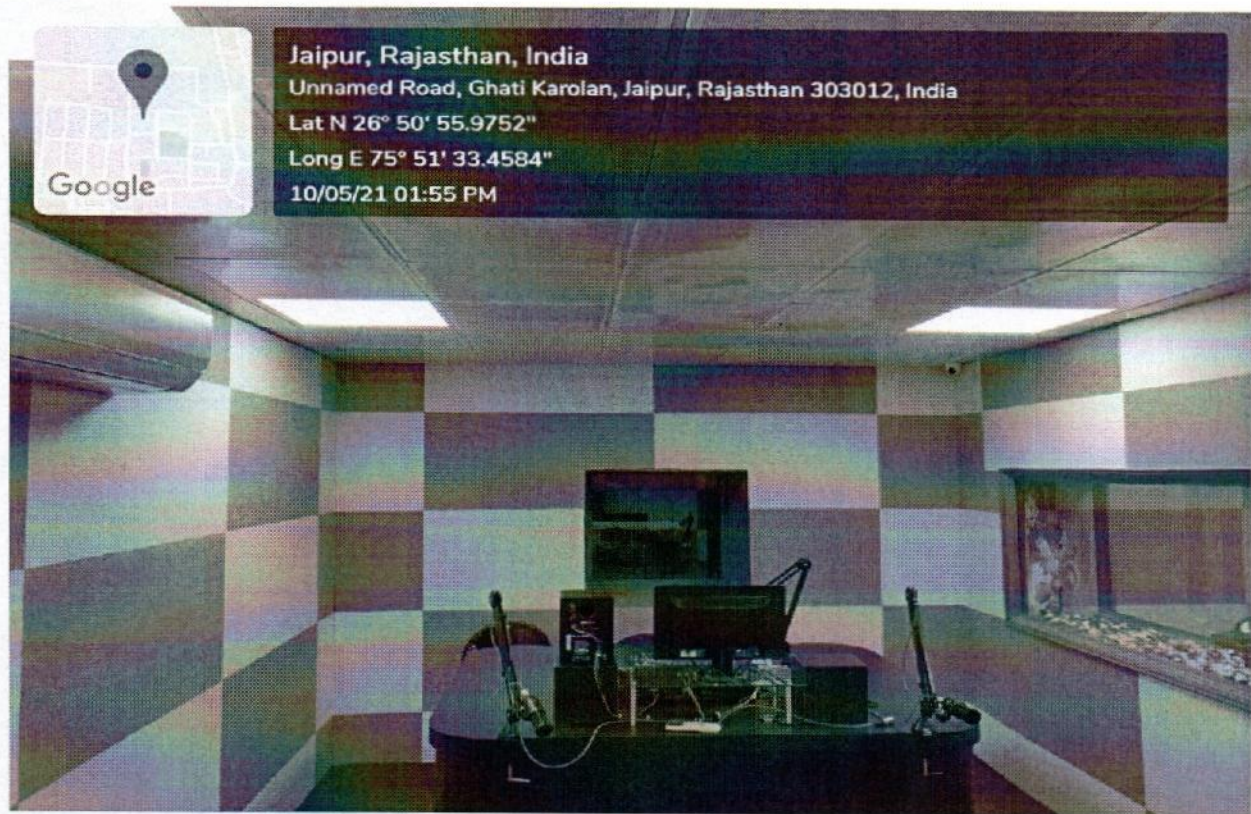 Google
Jaipur, Rajasthan, India
Unnamed Road, Ghati Karolan, Jaipur, Rajasthan 303012, India
Lat N 26° 50' 55.9752"
Long E 75° 51' 33.4584"
10/05/21 01:55 PM